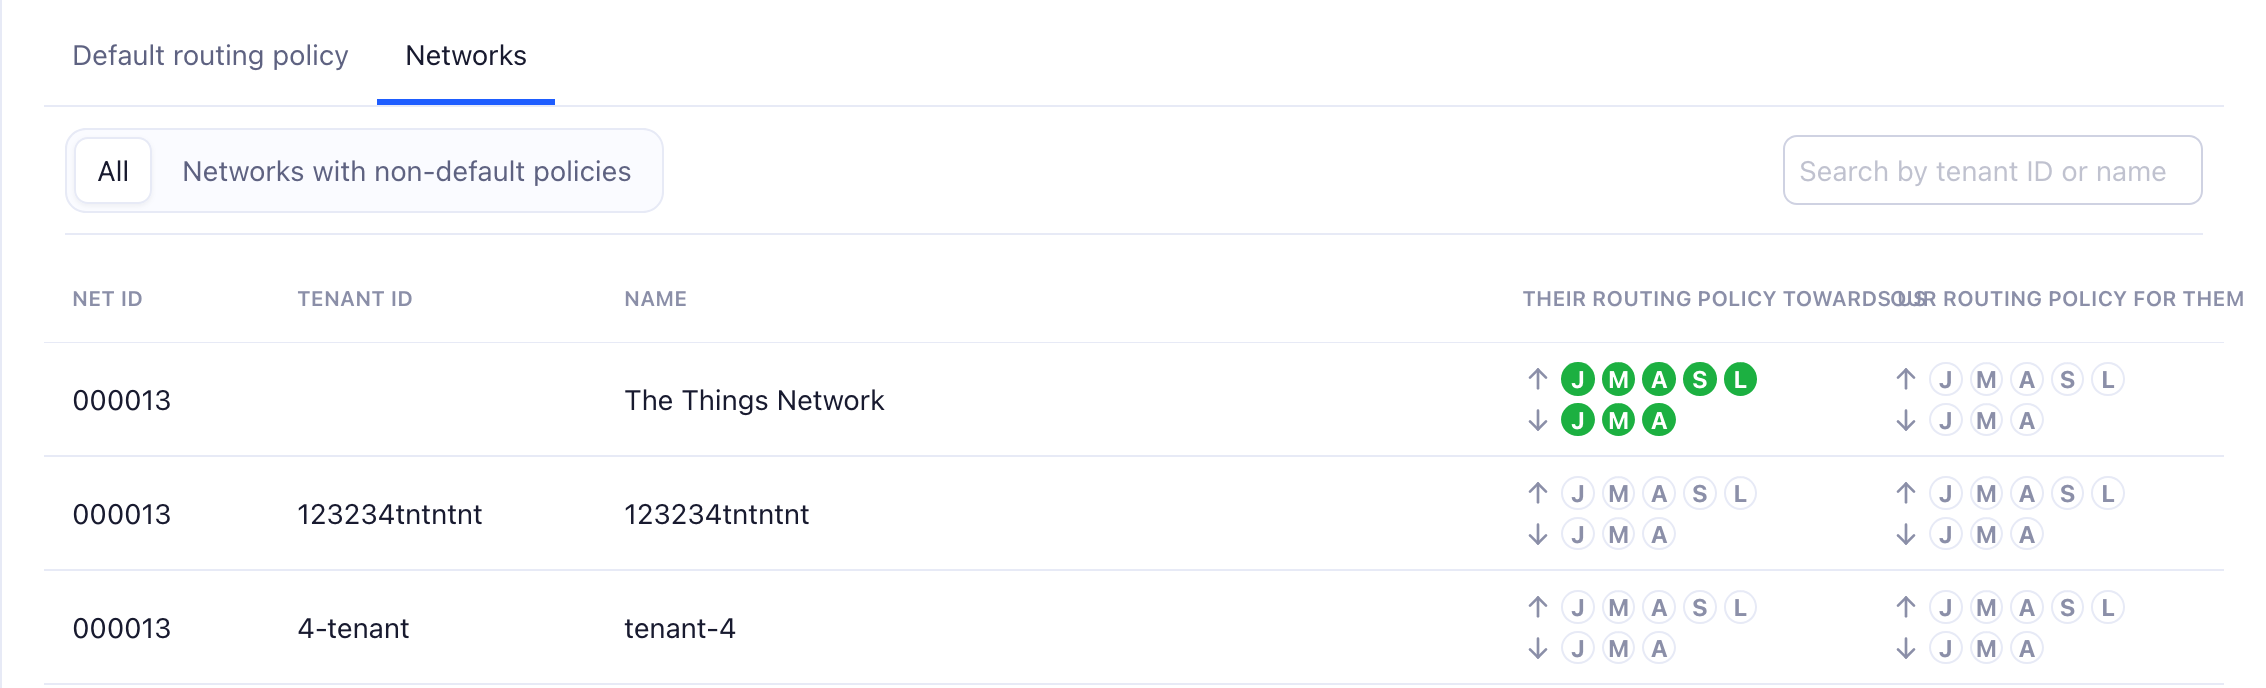 Default routing policy Networks
All Networks with non-default policies Search by tenant ID or name
NET ID TENANT ID NAME THEIR ROUTING POLICY TOWARDS US OUR ROUTING POLICY FOR THEM
↑ J M A S L ↑ J M A S L
000013 The Things Network
↓ J M A ↓ J M A
↑ J M A S L ↑ J M A S L
000013 123234tntntnt 123234tntntnt
↓ J M A ↓ J M A
↑ J M A S L ↑ J M A S L
000013 4-tenant tenant-4
↓ J M A ↓ J M A